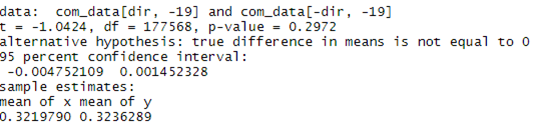 data:  com_data[dir, -19] and com_data[-dir, -19]
t = -1.0424, df = 177568, p-value = 0.2972
alternative hypothesis: true difference in means is not equal to 0
95 percent confidence interval:
 -0.004752109  0.001452328
sample estimates:
mean of x mean of y
0.3219790 0.3236289